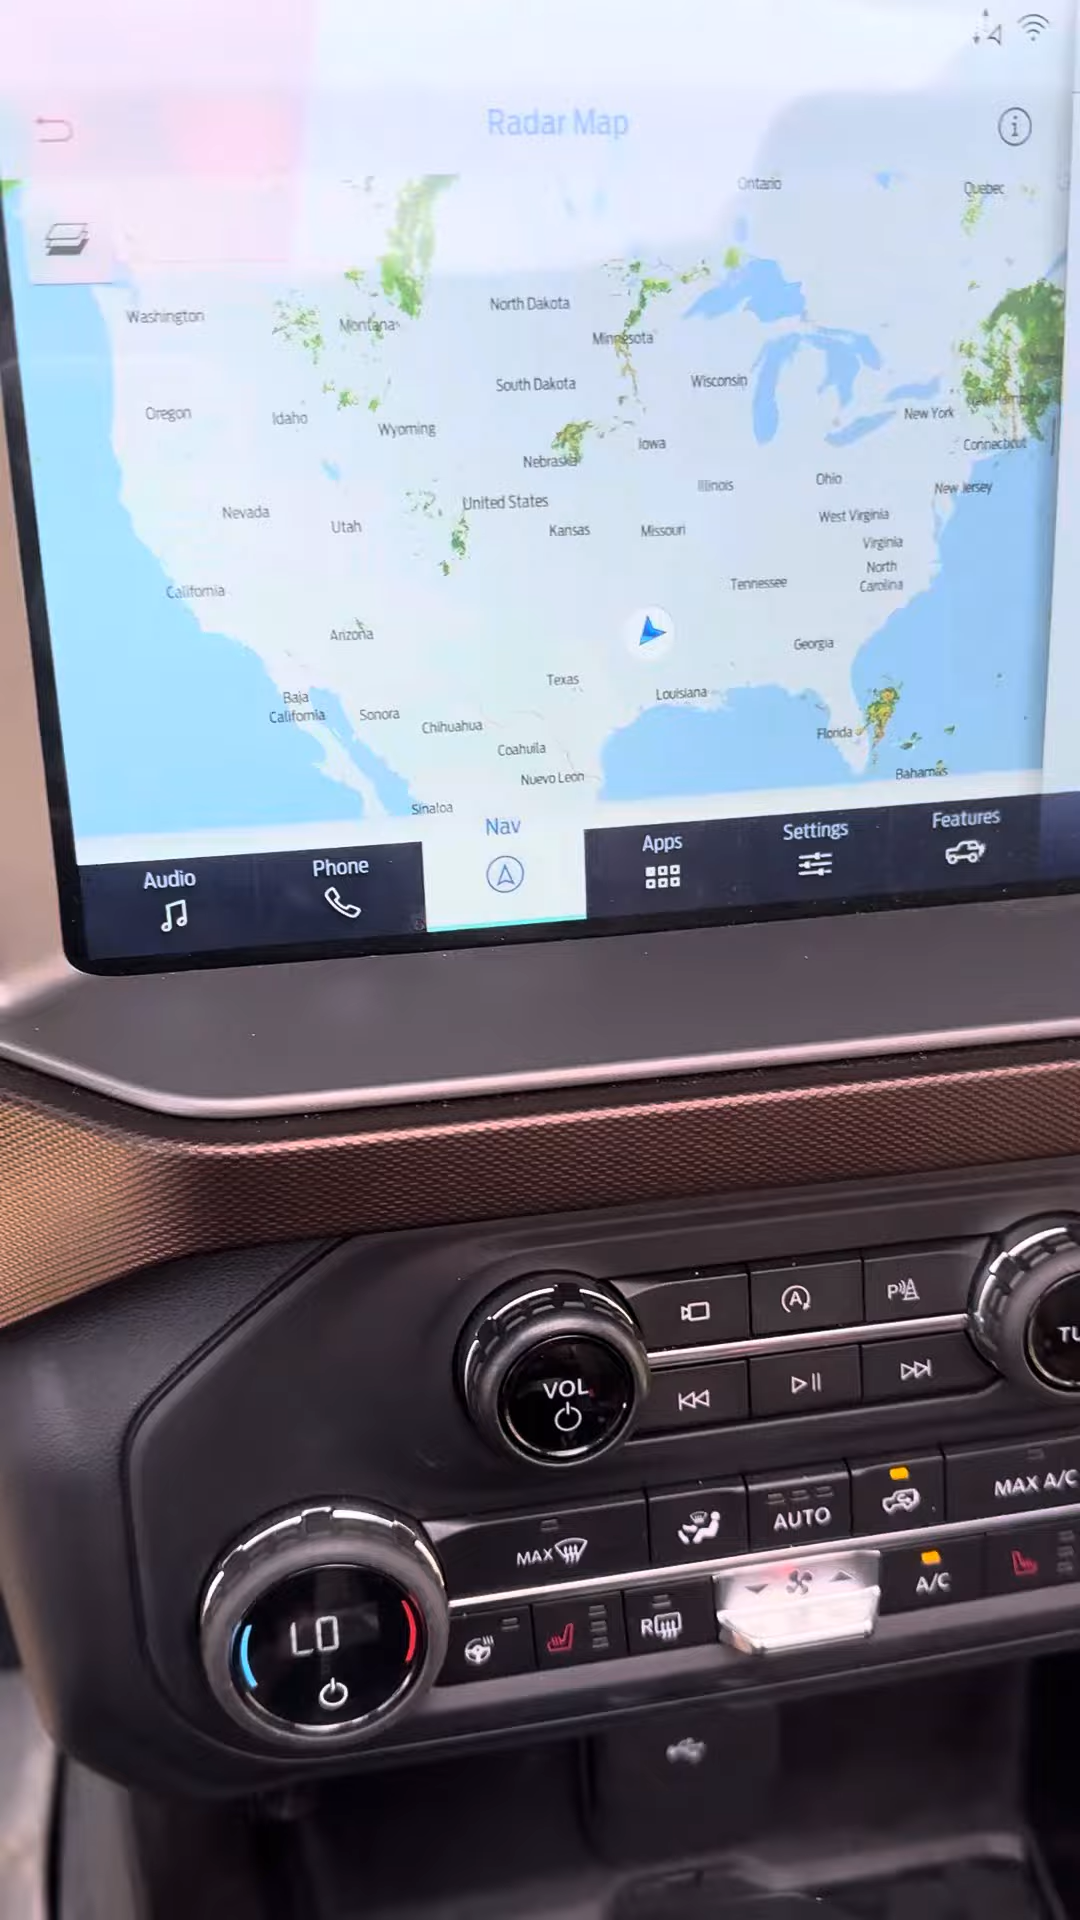 Radar Map
Ontario
Quebec
Washington
Montana
North Dakota
Minnesota
South Dakota
Wisconsin
Oregon
Idaho
Wyoming
New York
Connecticut
Nebraska
Iowa
Illinois
Ohio
New Jersey
Nevada
Utah
United States
Kansas
Missouri
West Virginia
Virginia
California
Tennessee
North
Carolina
Arizona
Georgia
Texas
Louisiana
Baja
California
Sonora
Chihuahua
Florida
Coahuila
Nuevo Leon
Bahamas
Sinaloa
Audio
Phone
Nav
Apps
Settings
Features
VOL
P
A
MAX
AUTO
MAX A/C
LO
R
A/C